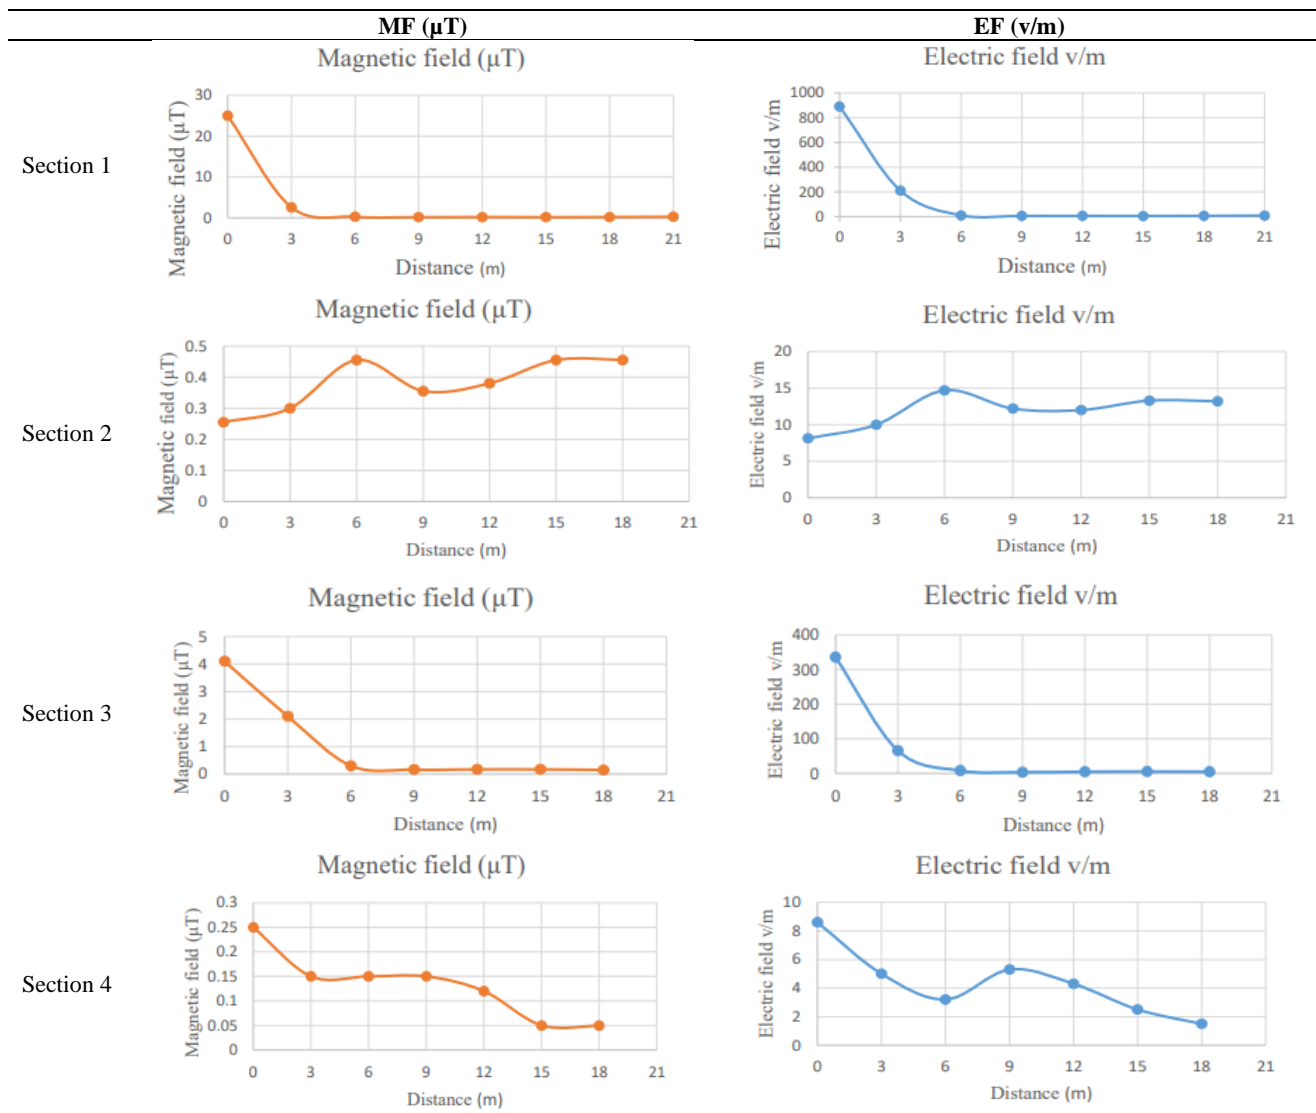 MF (µT) EF (v/m)
Section 1
Magnetic field (µT)
Magnetic field (µT)
30
20
10
0
0 3 6 9 12 15 18 21
Distance (m)
Electric field v/m
Electric field v/m
1000
800
600
400
200
0
0 3 6 9 12 15 18 21
Distance (m)
Section 2
Magnetic field (µT)
Magnetic field (µT)
0.5
0.4
0.3
0.2
0.1
0
0 3 6 9 12 15 18 21
Distance (m)
Electric field v/m
Electric field v/m
20
15
10
5
0
0 3 6 9 12 15 18 21
Distance (m)
Section 3
Magnetic field (µT)
Magnetic field (µT)
5
4
3
2
1
0
0 3 6 9 12 15 18 21
Distance (m)
Electric field v/m
Electric field v/m
400
300
200
100
0
0 3 6 9 12 15 18 21
Distance (m)
Section 4
Magnetic field (µT)
Magnetic field (µT)
0.3
0.25
0.2
0.15
0.1
0.05
0
0 3 6 9 12 15 18 21
Distance (m)
Electric field v/m
Electric field v/m
10
8
6
4
2
0
0 3 6 9 12 15 18 21
Distance (m)